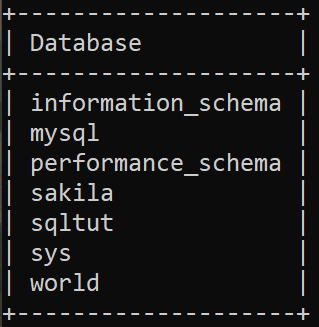 +--------------------+
| Database           |
+--------------------+
| information_schema |
| mysql              |
| performance_schema |
| sakila             |
| sqltut             |
| sys                |
| world              |
+--------------------+